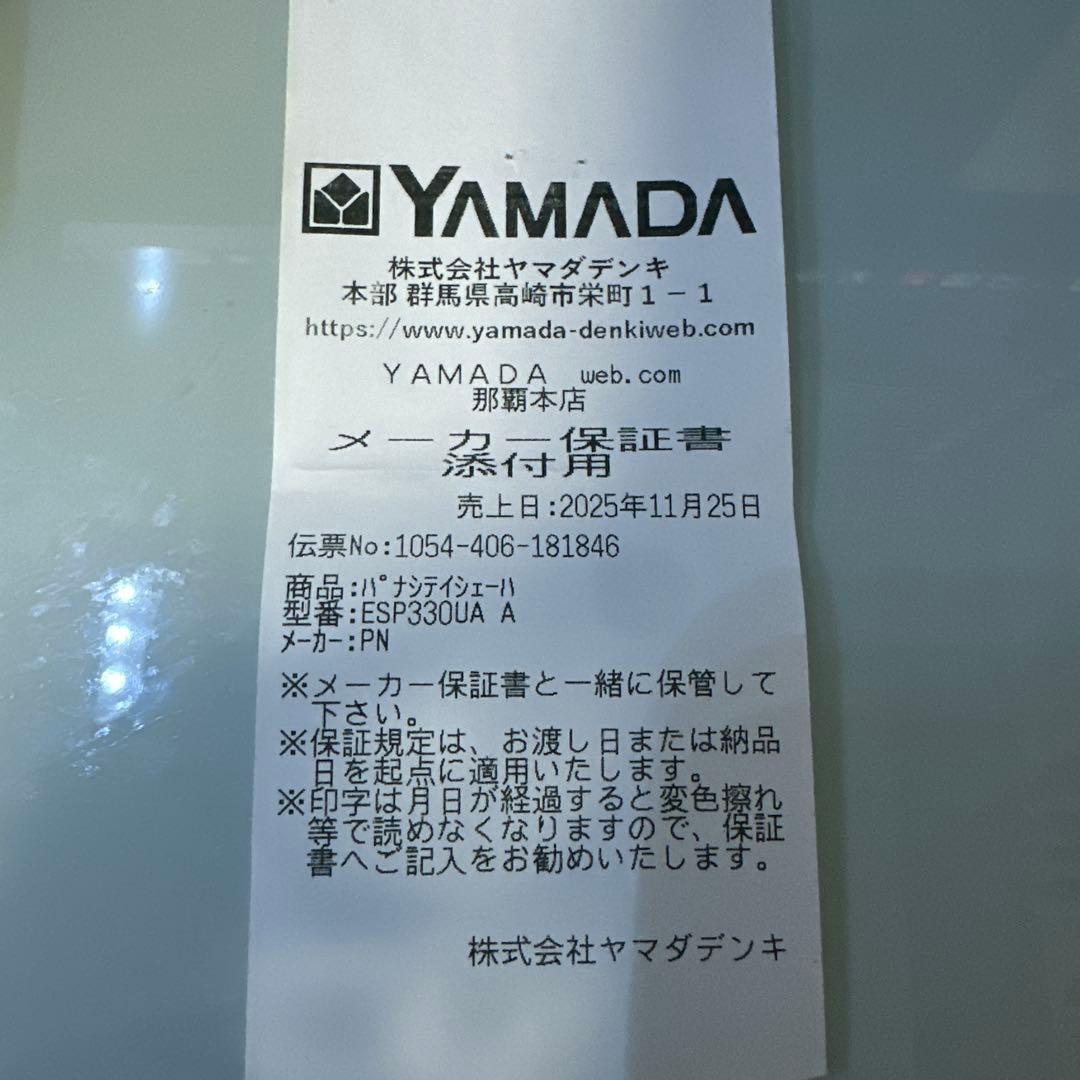 YAMADA
株式会社ヤマダデンキ
本部 群馬県高崎市栄町1-1
https://www.yamada-denkiweb.com
YAMADA web.com
那覇本店
メーカー保証書
添付用
売上日:2025年11月25日
伝票No:1054-406-181846
商品:ﾊﾟﾅｼﾃｲｼｪｰﾊ
型番:ESP330UA A
ﾒｰｶｰ:PN
※メーカー保証書と一緒に保管して
下さい。
※保証規定は、お渡し日または納品
日を起点に適用いたします。
※印字は月日が経過すると変色擦れ
等で読めなくなりますので、保証
書へご記入をお勧めいたします。
株式会社ヤマダデンキ